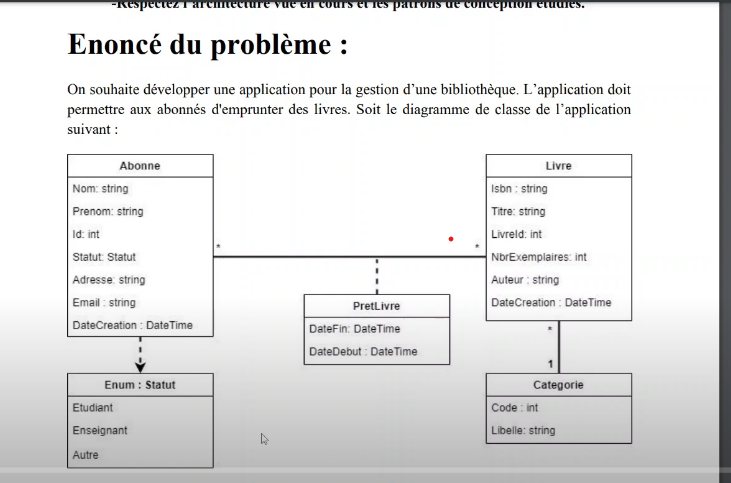 -Respectez l'architecture vue en cours et les patrons de conception étudiés.
Enoncé du problème :
On souhaite développer une application pour la gestion d'une bibliothèque. L'application doit
permettre aux abonnés d'emprunter des livres. Soit le diagramme de classe de l'application
suivant :
Abonne
Nom: string
Prenom: string
Id: int
Statut: Statut
Adresse: string
Email : string
DateCreation : DateTime
*
*
Livre
Isbn : string
Titre: string
LivreId: int
NbrExemplaires: int
Auteur : string
DateCreation : DateTime
PretLivre
DateFin: DateTime
DateDebut : DateTime
*
1
Enum : Statut
Etudiant
Enseignant
Autre
Categorie
Code : int
Libelle: string